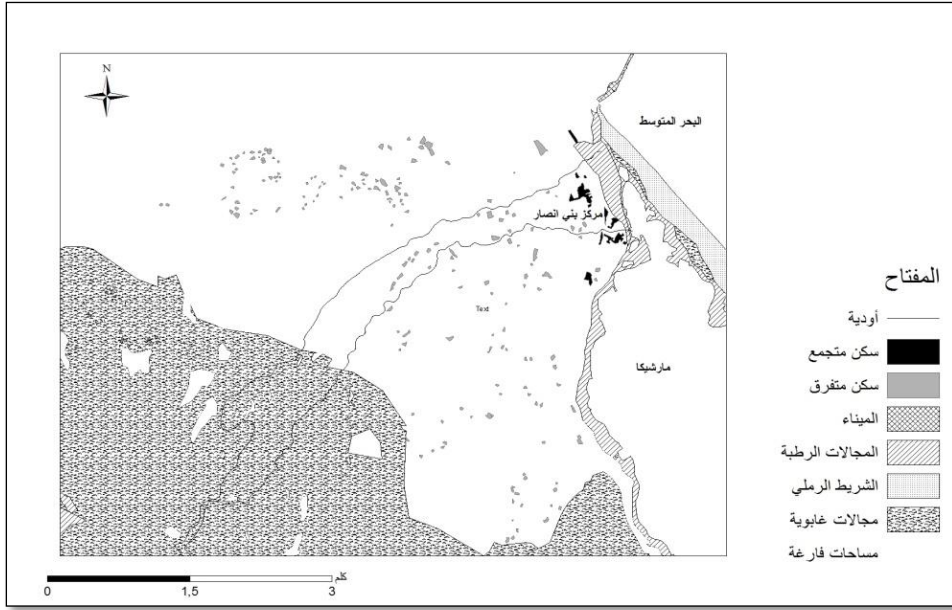 N
البحر المتوسط
مركز بني انصار
Text
مارشيكا
المفتاح
أودية
سكن متجمع
سكن متفرق
الميناء
المجالات الرطبة
الشريط الرملي
مجالات غابوية
مساحات فارغة
كلم
0 1,5 3